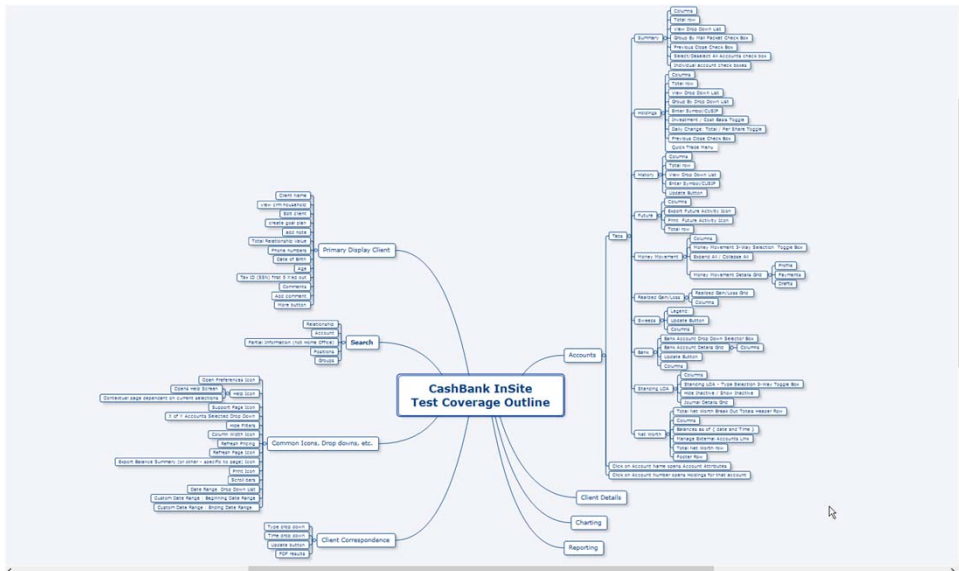 CashBank InSite
Test Coverage Outline
Primary Display Client
Client Name
View crm household
Edit client
create goal plan
add note
Total Relationship Value
Phone numbers
Date of Birth
Age
Tax ID (SSN) first 5 X'ed out
Comments
Add comment
More button
Search
Relationship
Account
Partial Information (not Home Office)
Positions
Groups
Common Icons, Drop downs, etc.
Open Preferences Icon
Help Icon
Opens Help Screen
Contextual page dependent on current selections
Support Page Icon
X of Y Accounts Selected Drop Down
Hide Filters
Column Width Icon
Refresh Pricing
Refresh Page Icon
Export Balance Summary (or other - specific to page) Icon
Print Icon
Scroll bars
Date Range Drop Down List
Custom Date Range : Beginning Date Range
Custom Date Range : Ending Date Range
Client Correspondence
Type drop down
Time drop down
Update button
PDF results
Accounts
Tabs
Summary
Columns
Total row
View Drop Down List
Group By Mail Packet Check Box
Previous Close Check Box
Select/Deselect All Accounts check box
Individual account check boxes
Holdings
Columns
Total row
View Drop Down List
Group By Drop Down List
Enter Symbol/CUSIP
Investment / Cost Basis Toggle
Daily Change, Total / Per Share Toggle
Previous Close Check Box
Quick Trade Menu
History
Columns
Total row
View Drop Down List
Enter Symbol/CUSIP
Update Button
Future
Columns
Export Future Activity Icon
Print Future Activity Icon
Total row
Money Movement
Columns
Money Movement 3-Way Selection Toggle Box
Expand All / Collapse All
Money Movement Details Grid
Profile
Payments
Drafts
Realized Gain/Loss
Realized Gain/Loss Grid
Columns
Sweeps
Legend
Update Button
Columns
Bank
Bank Account Drop Down Selector Box
Bank Account Details Grid
Columns
Update Button
Columns
Standing LOA
Columns
Standing LOA - Type Selection 3-Way Toggle Box
Hide Inactive / Show Inactive
Journal Details Grid
Net Worth
Total Net Worth Break Out Totals Header Row
Columns
Balances as of ( date and Time )
Manage External Accounts Link
Total Net Worth row
Footer Row
Click on Account Name opens Account Attributes
Click on Account Number opens Holdings for that account
Client Details
Charting
Reporting